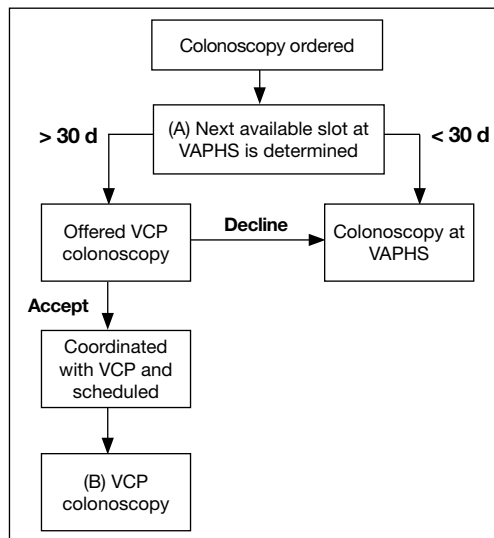 Colonoscopy ordered
> 30 d
(A) Next available slot at
VAPHS is determined
< 30 d
Offered VCP
colonoscopy
Decline
Colonoscopy at
VAPHS
Accept
Coordinated
with VCP and
scheduled
(B) VCP
colonoscopy